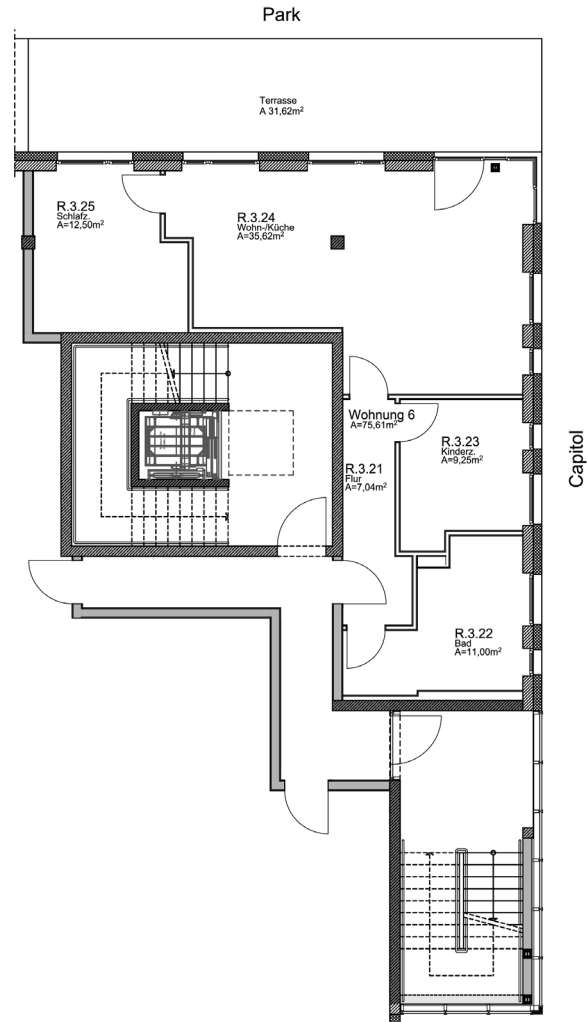 Park
Terrasse
A 31,62m²
R.3.25
Schlafz.
A=12,50m²
R.3.24
Wohn-/Küche
A=35,62m²
Wohnung 6
A=75,61m²
R.3.23
Kinderz.
A=9,25m²
R.3.21
Flur
A=7,04m²
Capitol
R.3.22
Bad
A=11,00m²